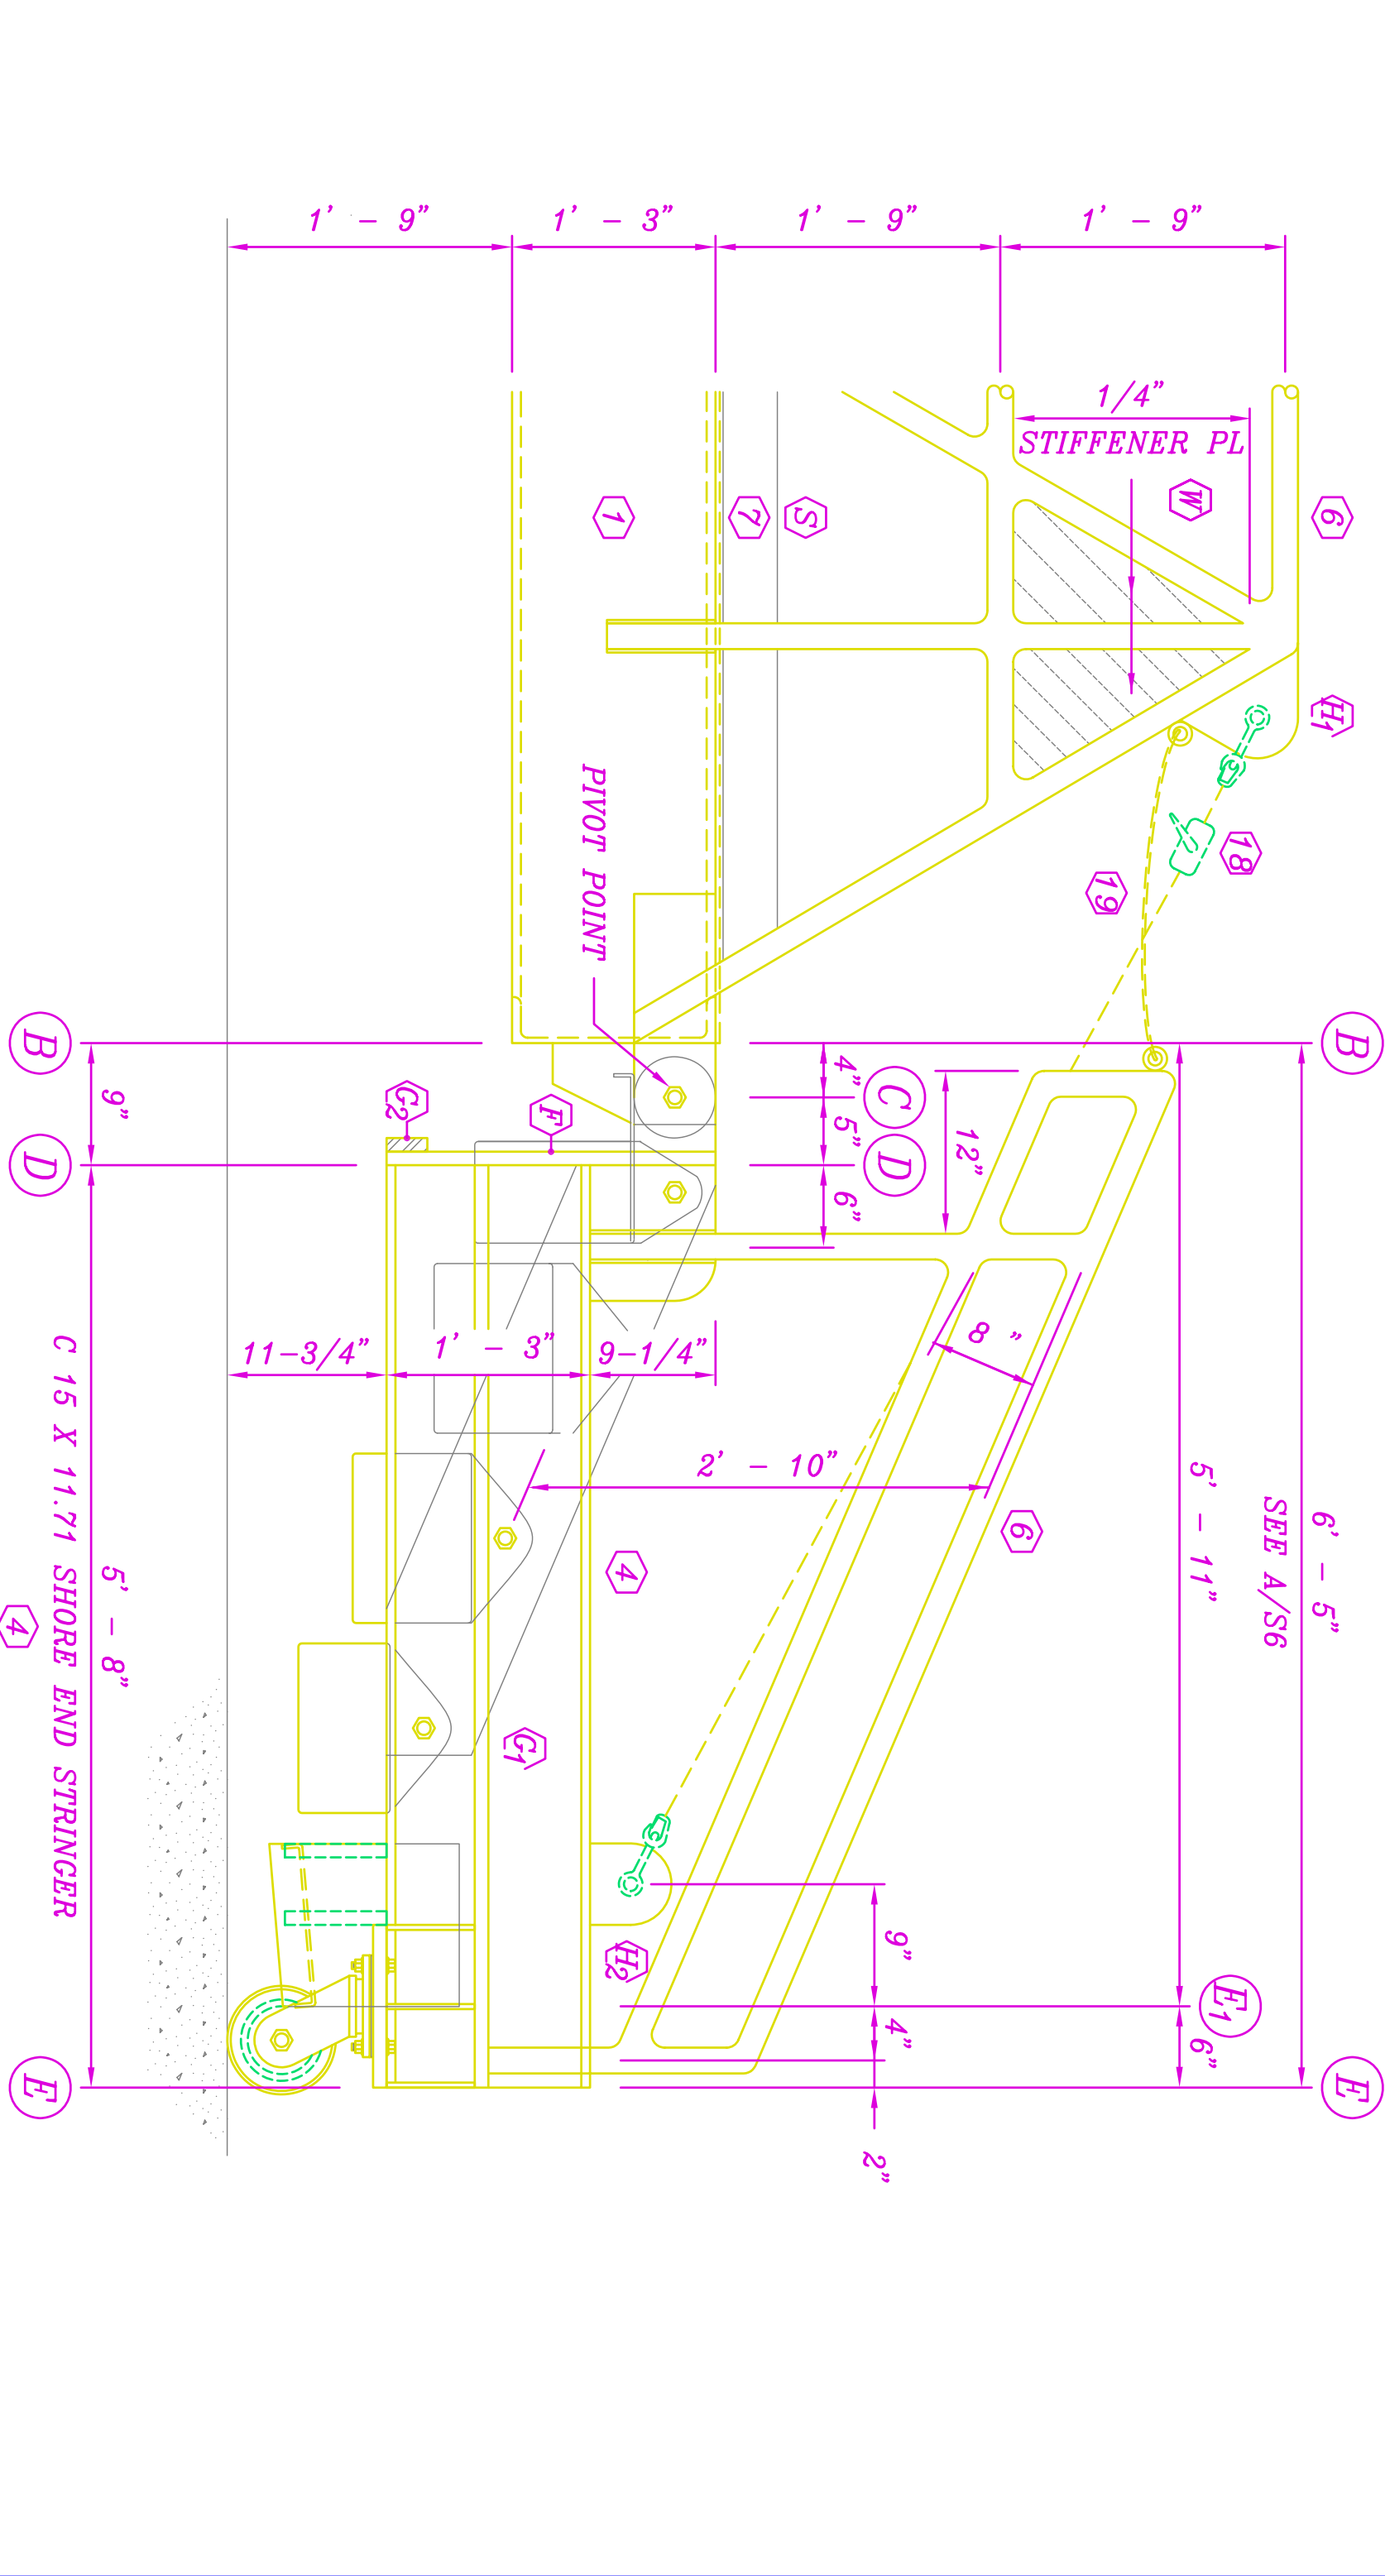 1' - 9"
1' - 3"
1' - 9"
1' - 9"
1/4"
STIFFENER PL
W
6
1
7
S
H1
18
19
PIVOT POINT
B
B
9"
4"
C
5"
D
6"
12"
G2
F
D
8 "
11-3/4"
1' - 3"
9-1/4"
2' - 10"
6
4
5' - 11"
6' - 5"
SEE A/S6
C 15 X 11.71 SHORE END STRINGER
5' - 8"
4
G1
H2
9"
4"
E1
6"
2"
E
E